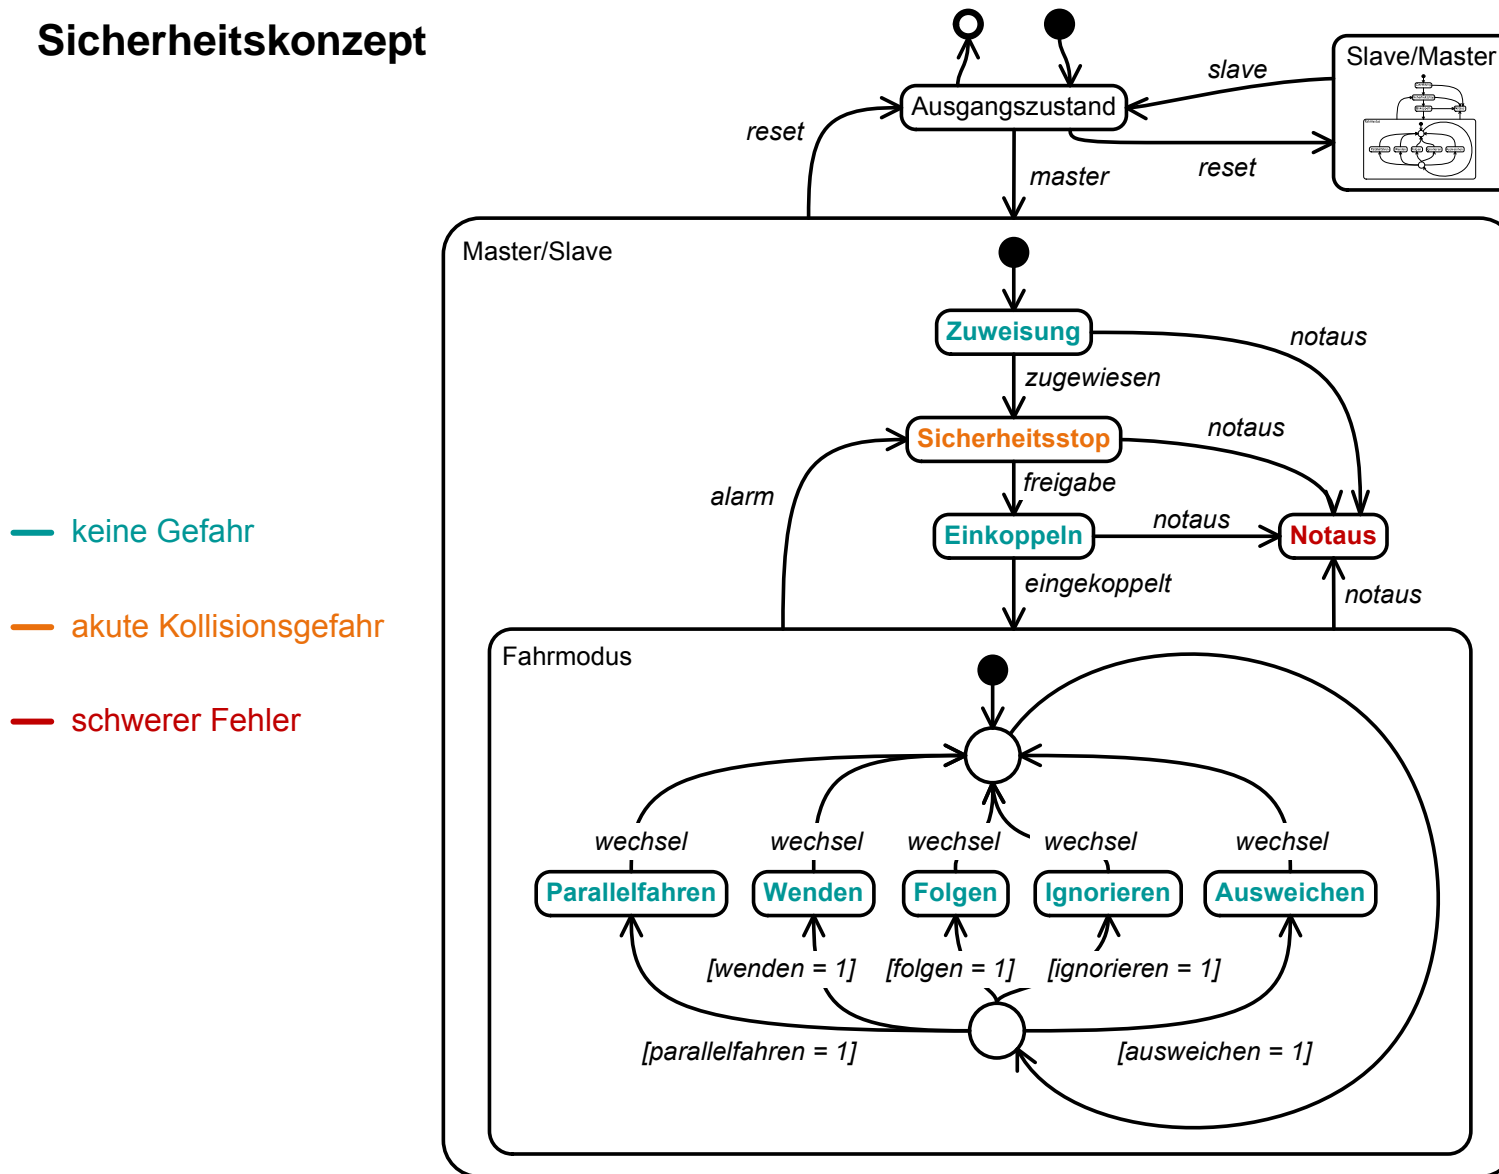 Sicherheitskonzept
Slave/Master
slave
Ausgangszustand
reset
master
reset
Master/Slave
Zuweisung
notaus
zugewiesen
Sicherheitsstop
notaus
alarm
freigabe
keine Gefahr
Einkoppeln
notaus
Notaus
eingekoppelt
notaus
akute Kollisionsgefahr
Fahrmodus
schwerer Fehler
wechsel
wechsel
wechsel
wechsel
wechsel
Parallelfahren
Wenden
Folgen
Ignorieren
Ausweichen
[wenden = 1]
[folgen = 1]
[ignorieren = 1]
[parallelfahren = 1]
[ausweichen = 1]